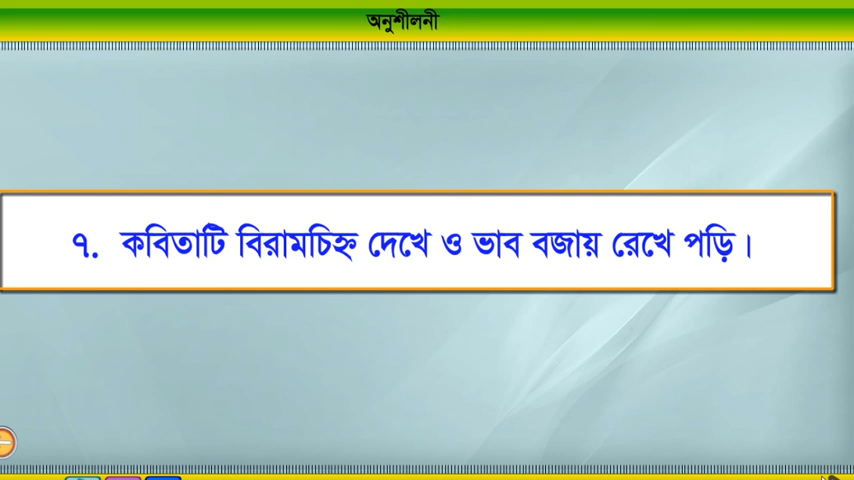 অনুশীলনী
৭. কবিতাটি বিরামচিহ্ন দেখে ও ভাব বজায় রেখে পড়ি।